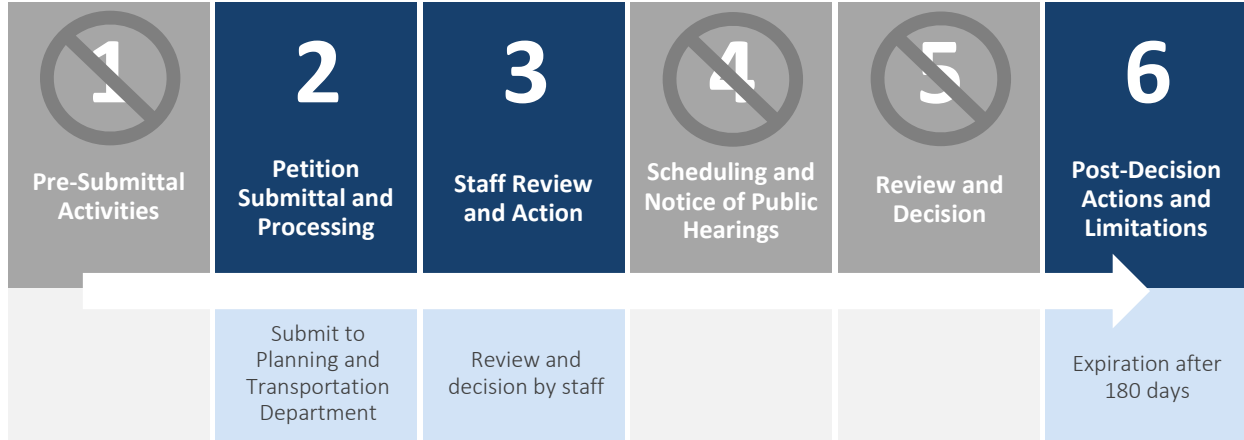 1
Pre-Submittal
Activities
2
Petition
Submittal and
Processing
Submit to
Planning and
Transportation
Department
3
Staff Review
and Action
Review and
decision by staff
4
Scheduling and
Notice of Public
Hearings
5
Review and
Decision
6
Post-Decision
Actions and
Limitations
Expiration after
180 days